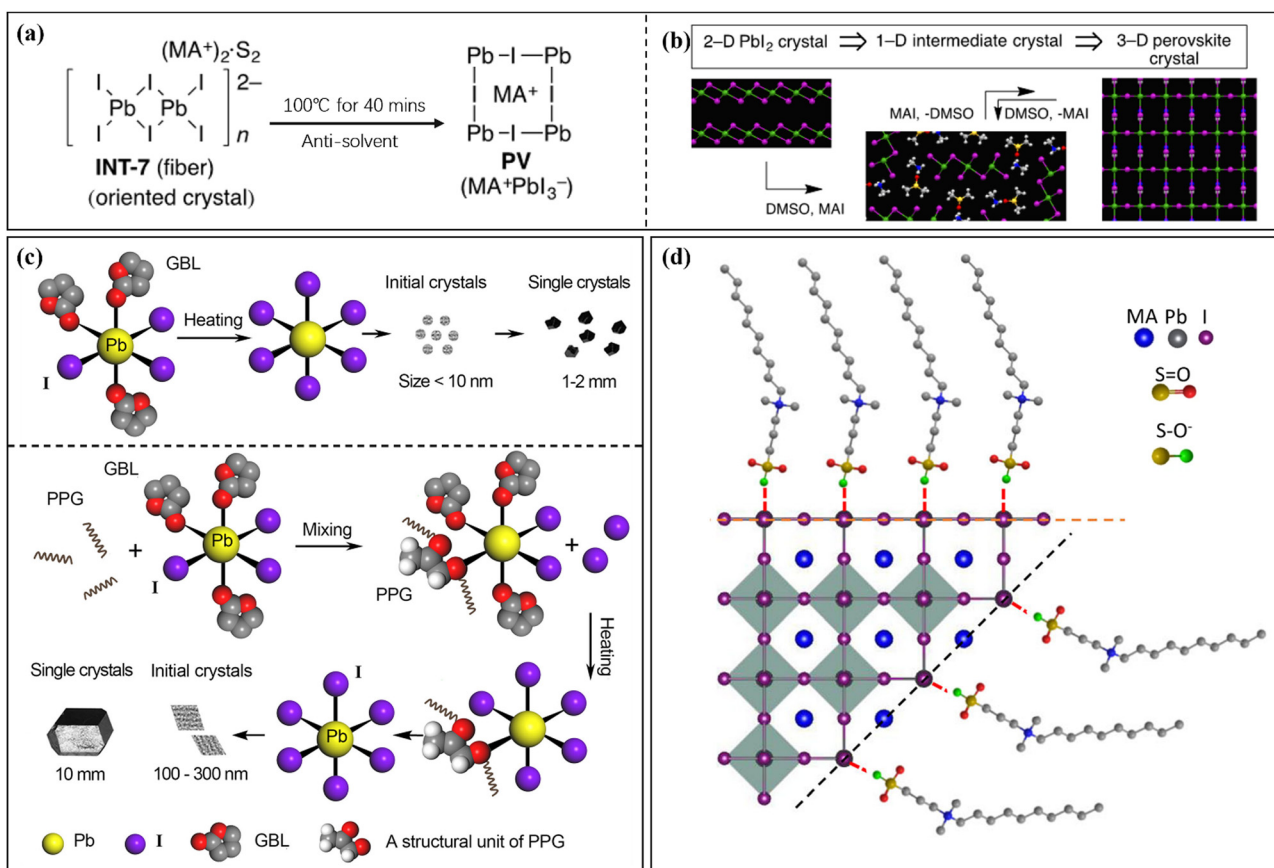 (a)
(MA⁺)₂·S₂
I I I 2–
Pb Pb
I I I n
INT-7 (fiber)
(oriented crystal)
100℃ for 40 mins
Anti-solvent
Pb – I — Pb
I MA⁺ I
Pb – I — Pb
PV
(MA⁺PbI₃⁻)
(b)
2–D PbI₂ crystal ⇒ 1–D intermediate crystal ⇒ 3–D perovskite
crystal
MAI, -DMSO
DMSO, -MAI
DMSO, MAI
(c)
GBL
Pb
I
Heating
Initial crystals
Size < 10 nm
Single crystals
1-2 mm
PPG
+
GBL
Pb
I
Mixing
PPG
+
Heating
I
Pb
Initial crystals
100 - 300 nm
Single crystals
10 mm
Pb I GBL A structural unit of PPG
(d)
MA Pb I
S=O
S-O⁻